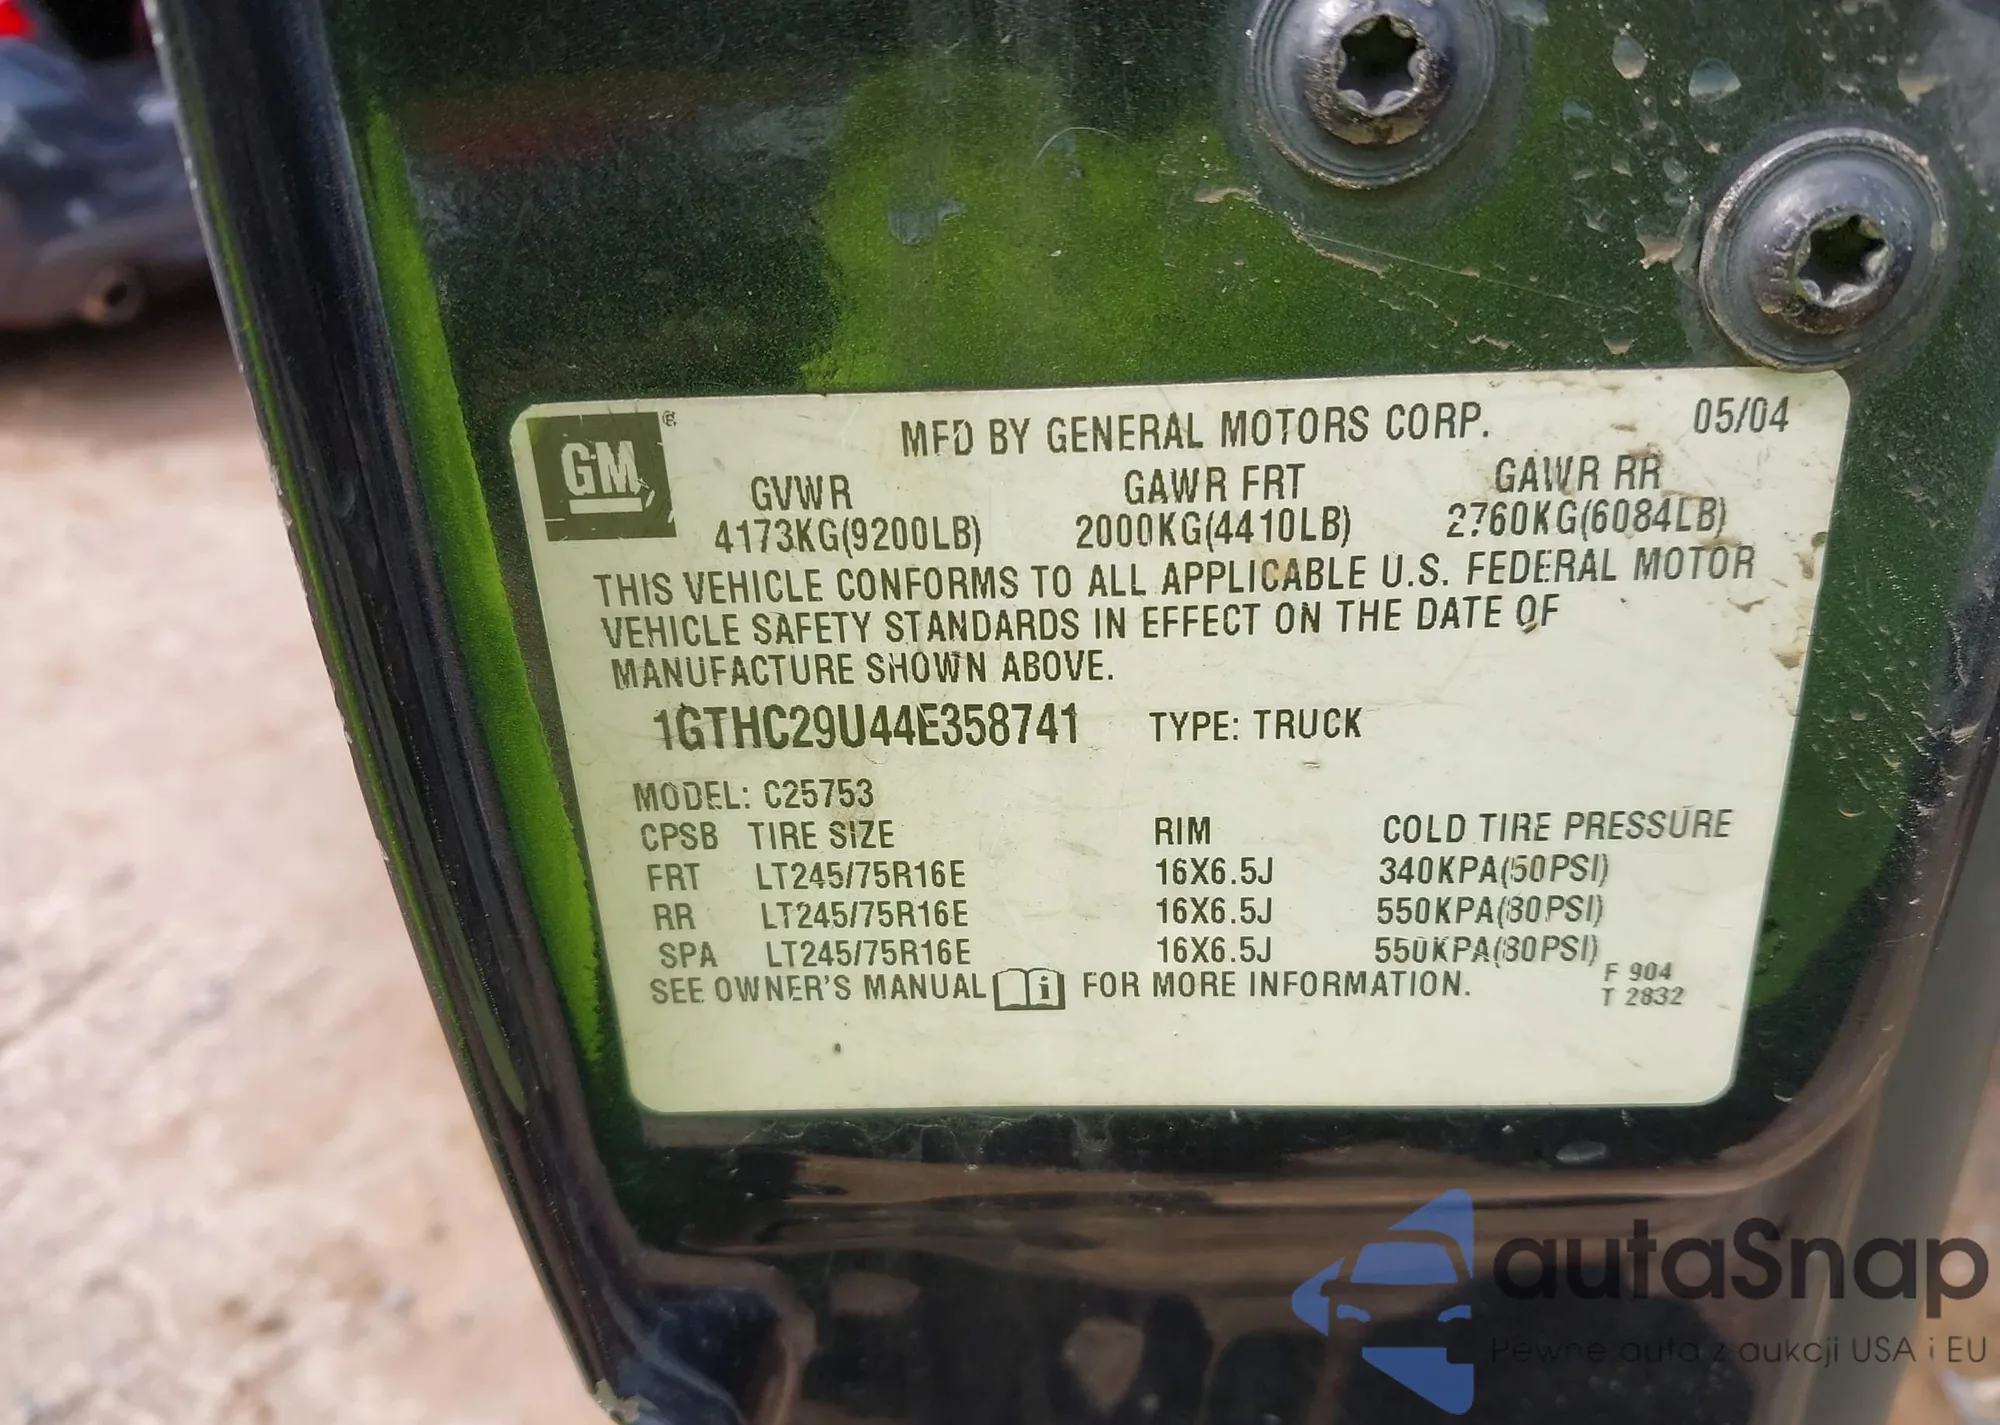 GM ®
MFD BY GENERAL MOTORS CORP. 05/04
GVWR GAWR FRT GAWR RR
4173KG(9200LB) 2000KG(4410LB) 2760KG(6084LB)
THIS VEHICLE CONFORMS TO ALL APPLICABLE U.S. FEDERAL MOTOR
VEHICLE SAFETY STANDARDS IN EFFECT ON THE DATE OF
MANUFACTURE SHOWN ABOVE.
1GTHC29U44E358741 TYPE: TRUCK
MODEL: C25753
CPSB TIRE SIZE RIM COLD TIRE PRESSURE
FRT LT245/75R16E 16X6.5J 340KPA(50PSI)
RR LT245/75R16E 16X6.5J 550KPA(80PSI)
SPA LT245/75R16E 16X6.5J 550KPA(80PSI)
SEE OWNER'S MANUAL i FOR MORE INFORMATION.
F 904
T 2832
autaSnap
Pewne auta z aukcji USA i EU